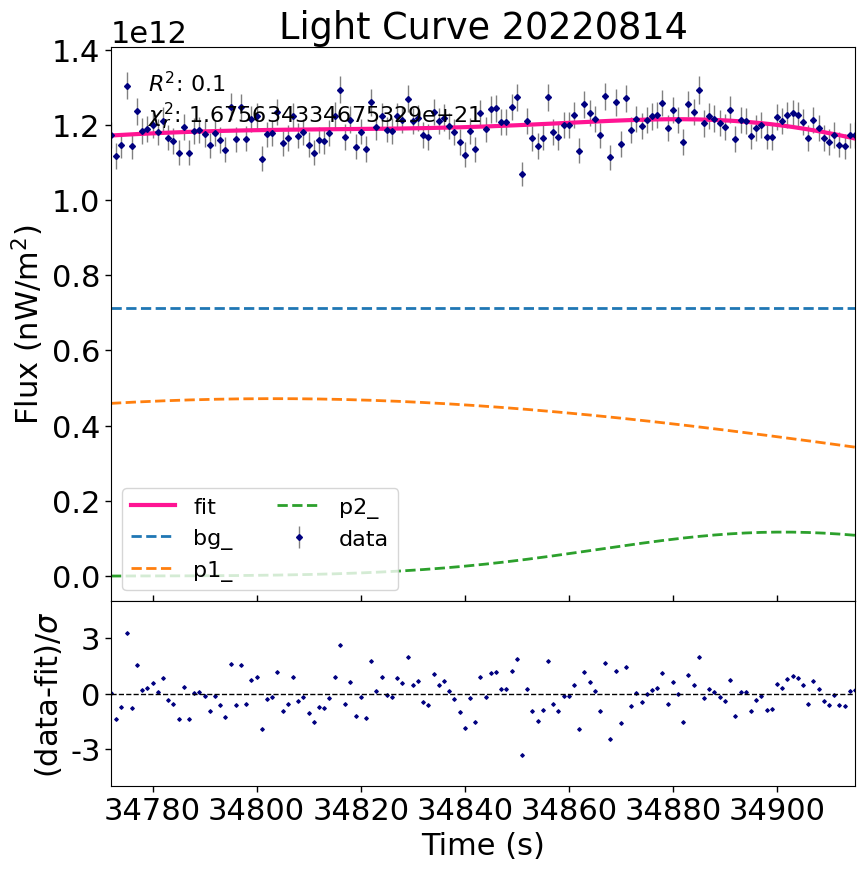 Light Curve 20220814
1e12
R²: 0.1
χ²: 1.675634334675329e+21
1.4
1.2
1.0
0.8
0.6
0.4
0.2
0.0
Flux (nW/m²)
fit
bg_
p1_
p2_
data
3
0
-3
(data-fit)/σ
34780 34800 34820 34840 34860 34880 34900
Time (s)